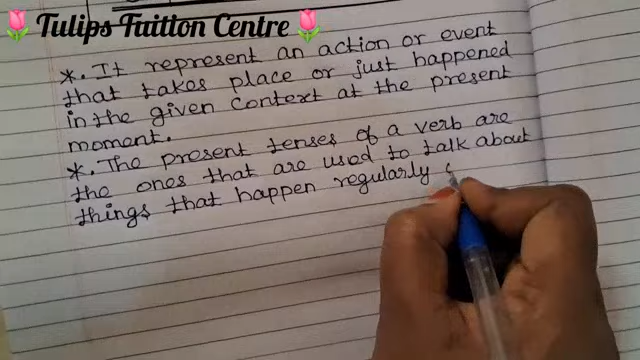 🌷Tulips Tuition Centre🌷
*. It represent an action or event
that takes place or just happened
in the given context at the present
moment.
*. The present tenses of a verb are
the ones that are used to talk about
things that happen regularly